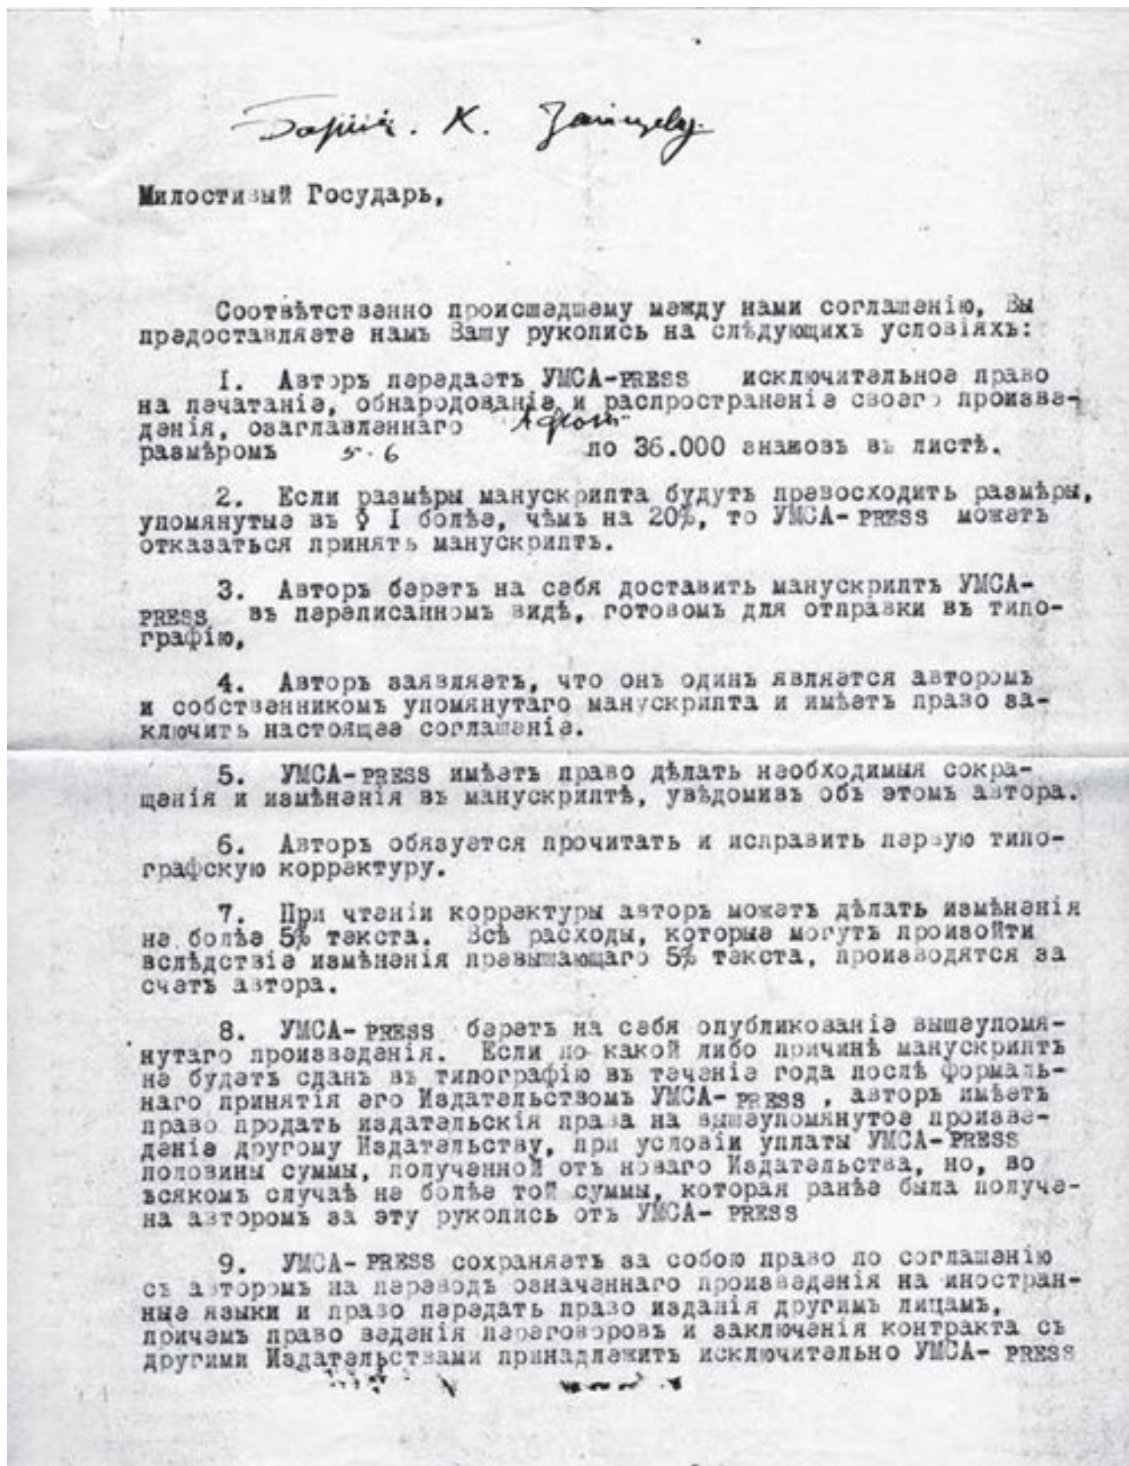 Борису К. Зайцеву.
Милостивый Государь,
Соотвѣтственно происшедшему между нами соглашенію, Вы
предоставляете намъ Вашу рукопись на слѣдующихъ условіяхъ:
I. Авторъ передаетъ УМСА-PRESS исключительное право
на печатаніе, обнародованіе и распространеніе своего произве-
денія, озаглавленнаго "Афон"
размѣромъ 5-6 по 36.000 знаковъ въ листѣ.
2. Если размѣры манускрипта будутъ превосходить размѣры,
упомянутые въ § I болѣе, чѣмъ на 20%, то УМСА-PRESS можетъ
отказаться принять манускриптъ.
3. Авторъ беретъ на себя доставить манускриптъ УМСА-
PRESS въ переписанномъ видѣ, готовомъ для отправки въ типо-
графію,
4. Авторъ заявляетъ, что онъ одинъ является авторомъ
и собственникомъ упомянутаго манускрипта и имѣетъ право за-
ключить настоящее соглашеніе.
5. УМСА-PRESS имѣетъ право дѣлать необходимыя сокра-
щенія и измѣненія въ манускриптѣ, увѣдомивъ объ этомъ автора.
6. Авторъ обязуется прочитать и исправить первую типо-
графскую корректуру.
7. При чтеніи корректуры авторъ можетъ дѣлать измѣненія
не болѣе 5% текста. Всѣ расходы, которые могутъ произойти
вслѣдствіе измѣненія превышающаго 5% текста, производятся за
счетъ автора.
8. УМСА-PRESS беретъ на себя опубликованіе вышеупомя-
нутаго произведенія. Если по какой либо причинѣ манускриптъ
не будетъ сданъ въ типографію въ теченіе года послѣ формаль-
наго принятія его Издательствомъ УМСА-PRESS, авторъ имѣетъ
право продать издательскія права на вышеупомянутое произве-
деніе другому Издательству, при условіи уплаты УМСА-PRESS
половины суммы, полученной отъ новаго Издательства, но, во
всякомъ случаѣ не болѣе той суммы, которая ранѣе была получе-
на авторомъ за эту рукопись отъ УМСА- PRESS
9. УМСА-PRESS сохраняетъ за собою право по соглашенію
съ авторомъ на переводъ означеннаго произведенія на иностран-
ные языки и право передать право изданія другимъ лицамъ,
причемъ право веденія переговоровъ и заключенія контракта съ
другими Издательствами принадлежитъ исключительно УМСА- PRESS